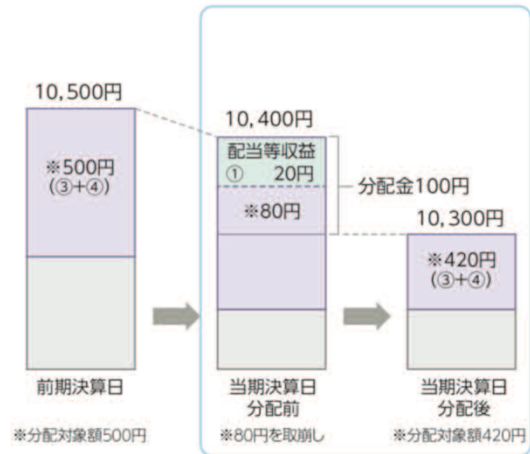 10,500円
※500円
(③+④)
前期決算日
※分配対象額500円
10,400円
配当等収益
① 20円
※80円
分配金100円
当期決算日
分配前
※80円を取崩し
10,300円
※420円
(③+④)
当期決算日
分配後
※分配対象額420円